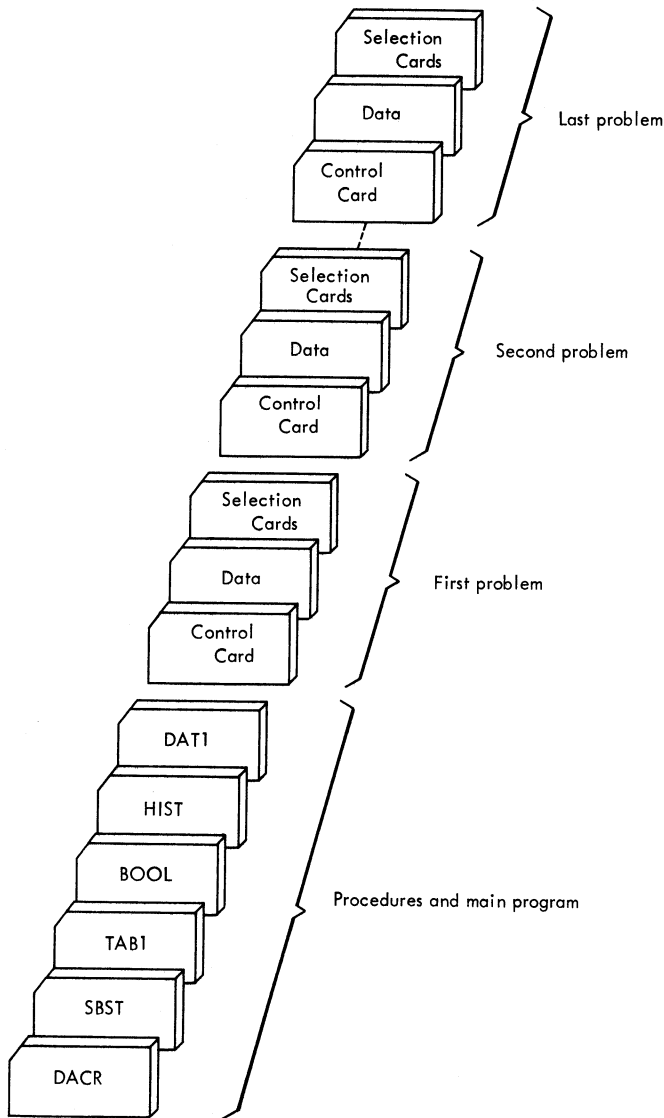 Selection
Cards
Data
Last problem
Control
Card
Selection
Cards
Data
Second problem
Control
Card
Selection
Cards
Data
First problem
Control
Card
DAT1
HIST
BOOL
Procedures and main program
TAB1
SBST
DACR